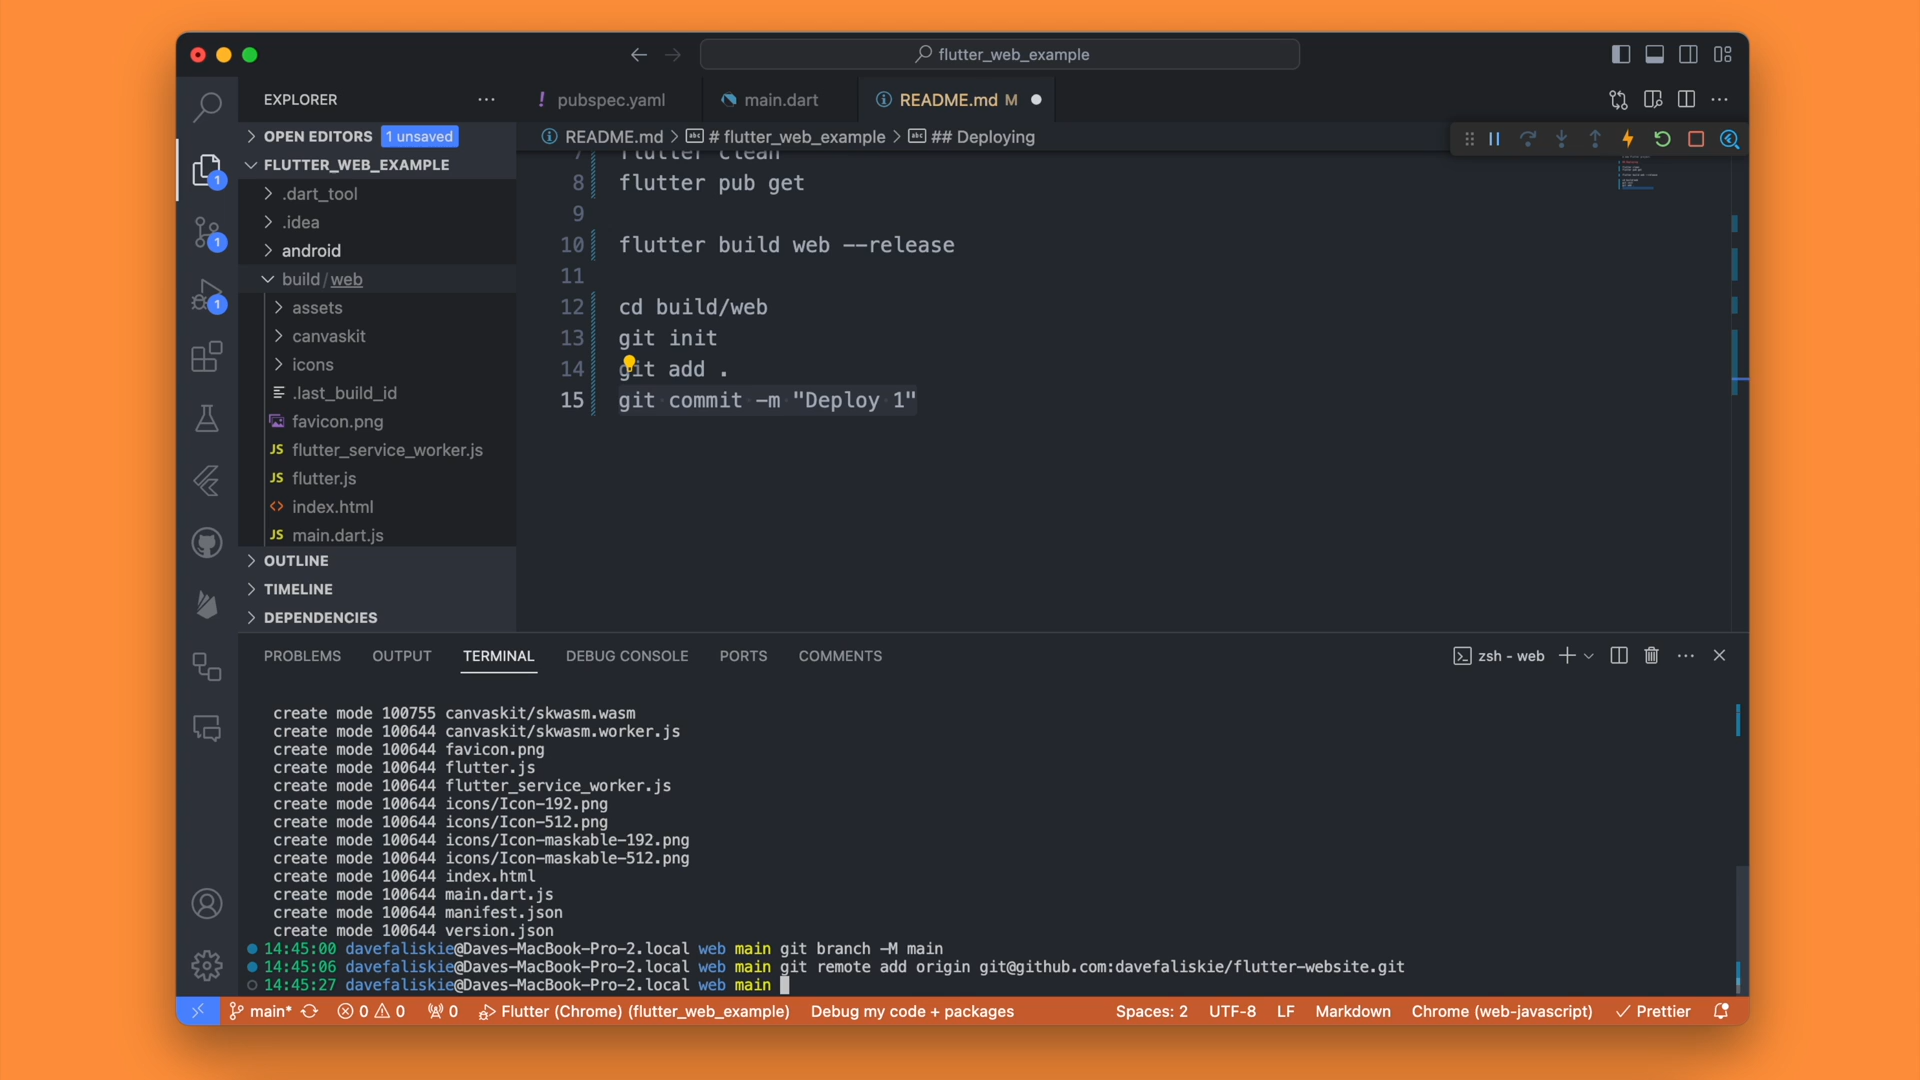 flutter_web_example
EXPLORER
pubspec.yaml
main.dart
README.md M
OPEN EDITORS 1 unsaved
README.md > # flutter_web_example > ## Deploying
FLUTTER_WEB_EXAMPLE
.dart_tool
.idea
android
build/web
assets
canvaskit
icons
.last_build_id
favicon.png
JS flutter_service_worker.js
JS flutter.js
index.html
JS main.dart.js
OUTLINE
TIMELINE
DEPENDENCIES
1
1
1
7 flutter clean
8 flutter pub get
9
10 flutter build web --release
11
12 cd build/web
13 git init
14 git add .
15 git commit -m "Deploy 1"
PROBLEMS OUTPUT TERMINAL DEBUG CONSOLE PORTS COMMENTS
zsh - web
create mode 100755 canvaskit/skwasm.wasm
create mode 100644 canvaskit/skwasm.worker.js
create mode 100644 favicon.png
create mode 100644 flutter.js
create mode 100644 flutter_service_worker.js
create mode 100644 icons/Icon-192.png
create mode 100644 icons/Icon-512.png
create mode 100644 icons/Icon-maskable-192.png
create mode 100644 icons/Icon-maskable-512.png
create mode 100644 index.html
create mode 100644 main.dart.js
create mode 100644 manifest.json
create mode 100644 version.json
14:45:00 davefaliskie@Daves-MacBook-Pro-2.local web main git branch -M main
14:45:06 davefaliskie@Daves-MacBook-Pro-2.local web main git remote add origin git@github.com:davefaliskie/flutter-website.git
14:45:27 davefaliskie@Daves-MacBook-Pro-2.local web main
main* 0 0 0 Flutter (Chrome) (flutter_web_example) Debug my code + packages Spaces: 2 UTF-8 LF Markdown Chrome (web-javascript) Prettier